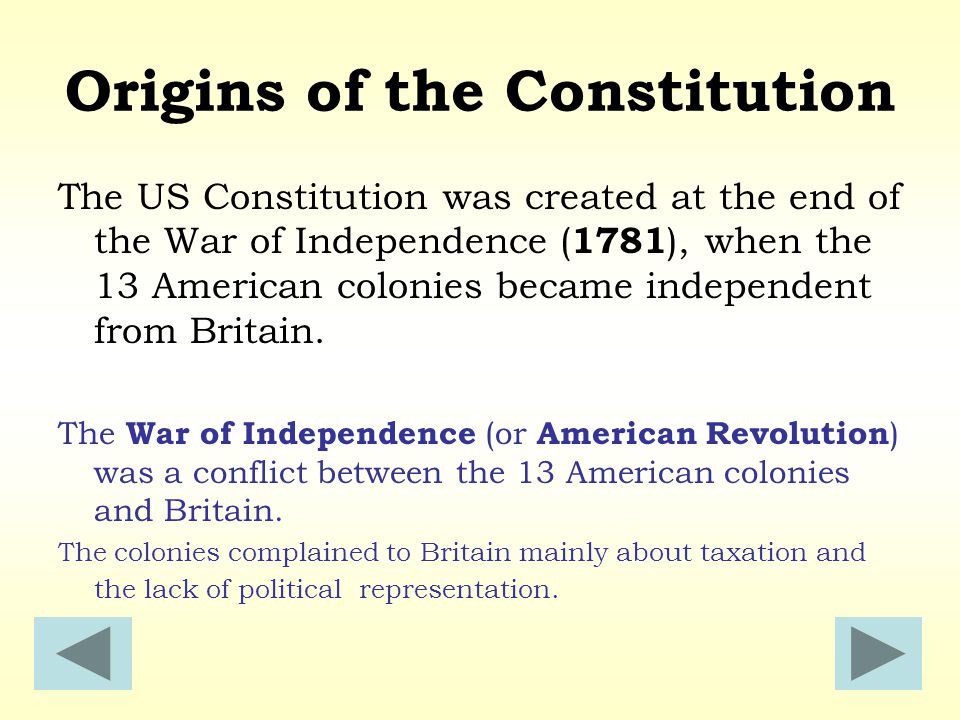 Origins of the Constitution
The US Constitution was created at the end of
the War of Independence (1781), when the
13 American colonies became independent
from Britain.
The War of Independence (or American Revolution)
was a conflict between the 13 American colonies
and Britain.
The colonies complained to Britain mainly about taxation and
the lack of political representation.